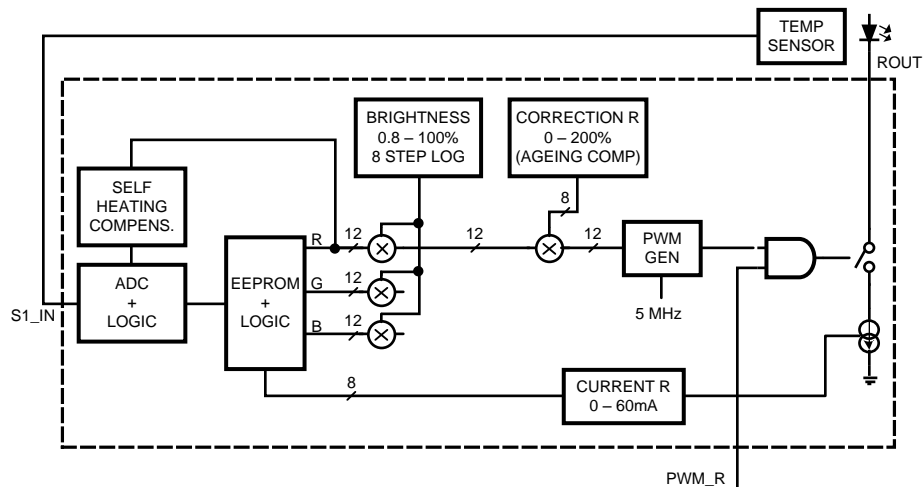 TEMP
SENSOR
ROUT
BRIGHTNESS
0.8 – 100%
8 STEP LOG
CORRECTION R
0 – 200%
(AGEING COMP)
SELF
HEATING
COMPENS.
8
R
12
12
12
PWM
GEN
ADC
+
LOGIC
EEPROM
+
LOGIC
G
12
B
12
5 MHz
S1_IN
8
CURRENT R
0 – 60mA
PWM_R